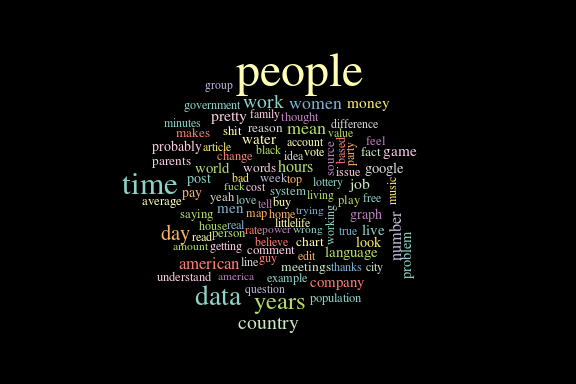 people
group
government work women money
pretty family thought
minutes makes shit reason mean value difference
probably article water account
black idea vote source based party fact feel game
parents change words issue google
world hours
time post bad week top lottery job music
average pay fuck cost system living
yeah love tell buy play free
saying men map home trying graph number
house real little life working
day read person rate power wrong true live problem
amount getting comment believe chart look
american line guy edit language
meetings thanks city
understand america example company
data question years population
country